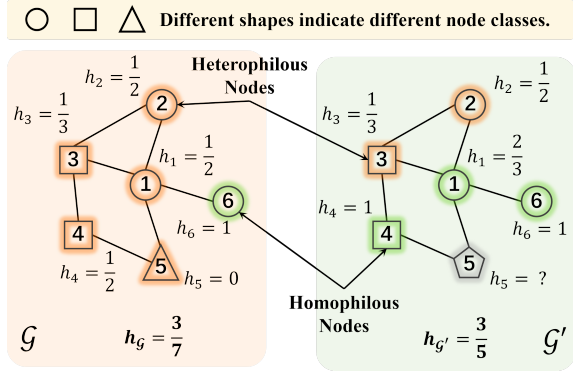 Different shapes indicate different node classes.
Heterophilous
Nodes
h₂ = 1/2
h₃ = 1/3
2
3
h₁ = 1/2
1
6
h₆ = 1
4
h₄ = 1/2
5
h₅ = 0
𝒢
h_𝒢 = 3/7
h₂ = 1/2
h₃ = 1/3
2
3
h₁ = 2/3
1
6
h₄ = 1
h₆ = 1
4
5
h₅ = ?
Homophilous
Nodes
h_𝒢′ = 3/5
𝒢′